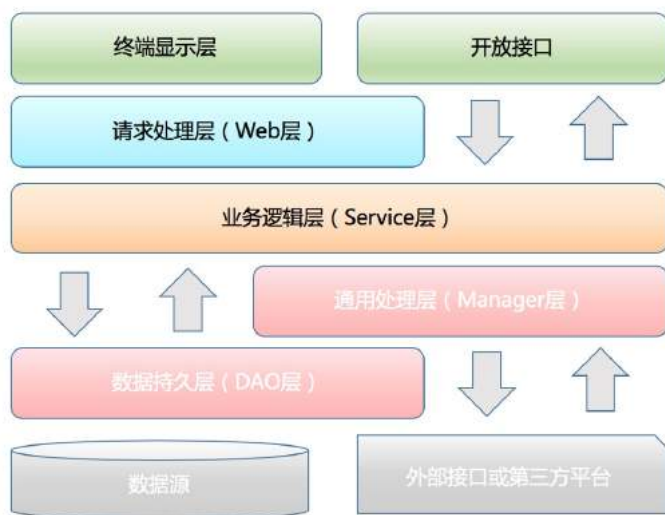 终端显示层
开放接口
请求处理层（Web层）
业务逻辑层（Service层）
通用处理层（Manager层）
数据持久层（DAO层）
数据源
外部接口或第三方平台